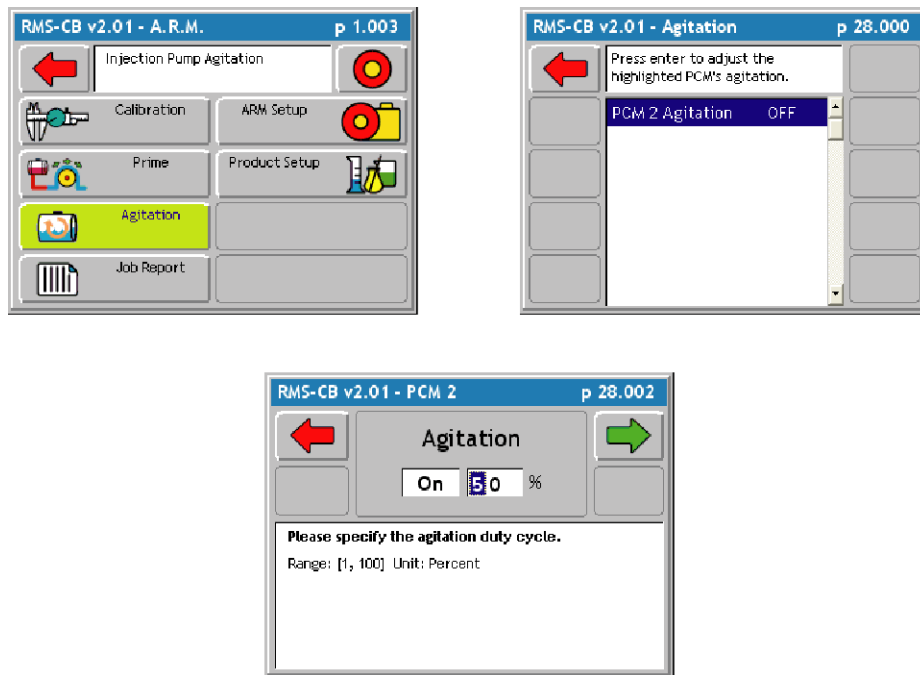 RMS-CB v2.01 - A.R.M. p 1.003
Injection Pump Agitation
Calibration ARM Setup
Prime Product Setup
Agitation
Job Report
RMS-CB v2.01 - Agitation p 28.000
Press enter to adjust the
highlighted PCM's agitation.
PCM 2 Agitation OFF
RMS-CB v2.01 - PCM 2 p 28.002
Agitation
On 50 %
Please specify the agitation duty cycle.
Range: [1, 100] Unit: Percent